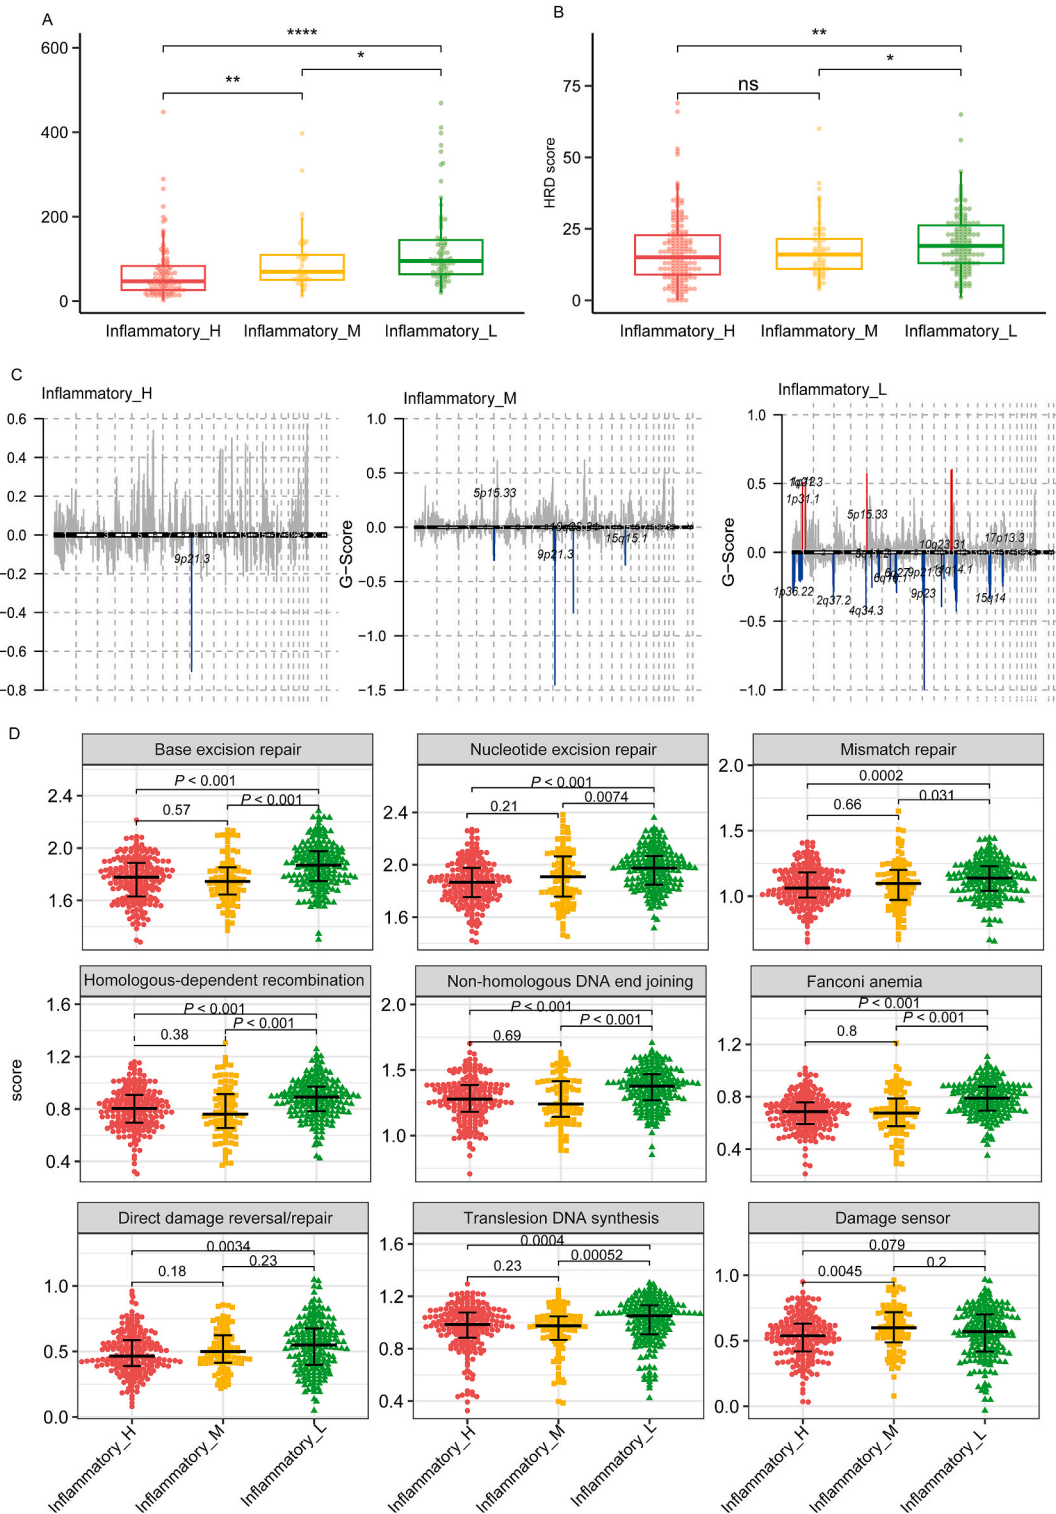 A
600
400
200
0
****
**
*
Inflammatory_H
Inflammatory_M
Inflammatory_L
B
HRD score
75
50
25
0
**
ns
*
Inflammatory_H
Inflammatory_M
Inflammatory_L
C
Inflammatory_H
0.6
0.4
0.2
0.0
−0.2
−0.4
−0.6
−0.8
9p21.3
Inflammatory_M
G−Score
1.0
0.5
0.0
−0.5
−1.0
−1.5
5p15.33
9p21.3
15q15.1
Inflammatory_L
G−Score
1.0
0.5
0.0
−0.5
−1.0
1p31.1
5p15.33
10q23.31
17p13.3
1p36.22
2q37.2
4q34.3
9p21.3
9p23
15q14
D
score
Base excision repair
P < 0.001
0.57
P < 0.001
2.4
2.0
1.6
Nucleotide excision repair
P < 0.001
0.21
0.0074
2.4
2.0
1.6
Mismatch repair
0.0002
0.66
0.031
2.0
1.5
1.0
Homologous-dependent recombination
P < 0.001
0.38
P < 0.001
1.6
1.2
0.8
0.4
Non-homologous DNA end joining
P < 0.001
0.69
P < 0.001
2.0
1.5
1.0
Fanconi anemia
P < 0.001
0.8
P < 0.001
1.2
0.8
0.4
Direct damage reversal/repair
0.0034
0.18
0.23
1.0
0.5
0.0
Translesion DNA synthesis
0.0004
0.23
0.00052
1.6
1.2
0.8
0.4
Damage sensor
0.079
0.0045
0.2
1.0
0.5
0.0
Inflammatory_H
Inflammatory_M
Inflammatory_L
Inflammatory_H
Inflammatory_M
Inflammatory_L
Inflammatory_H
Inflammatory_M
Inflammatory_L